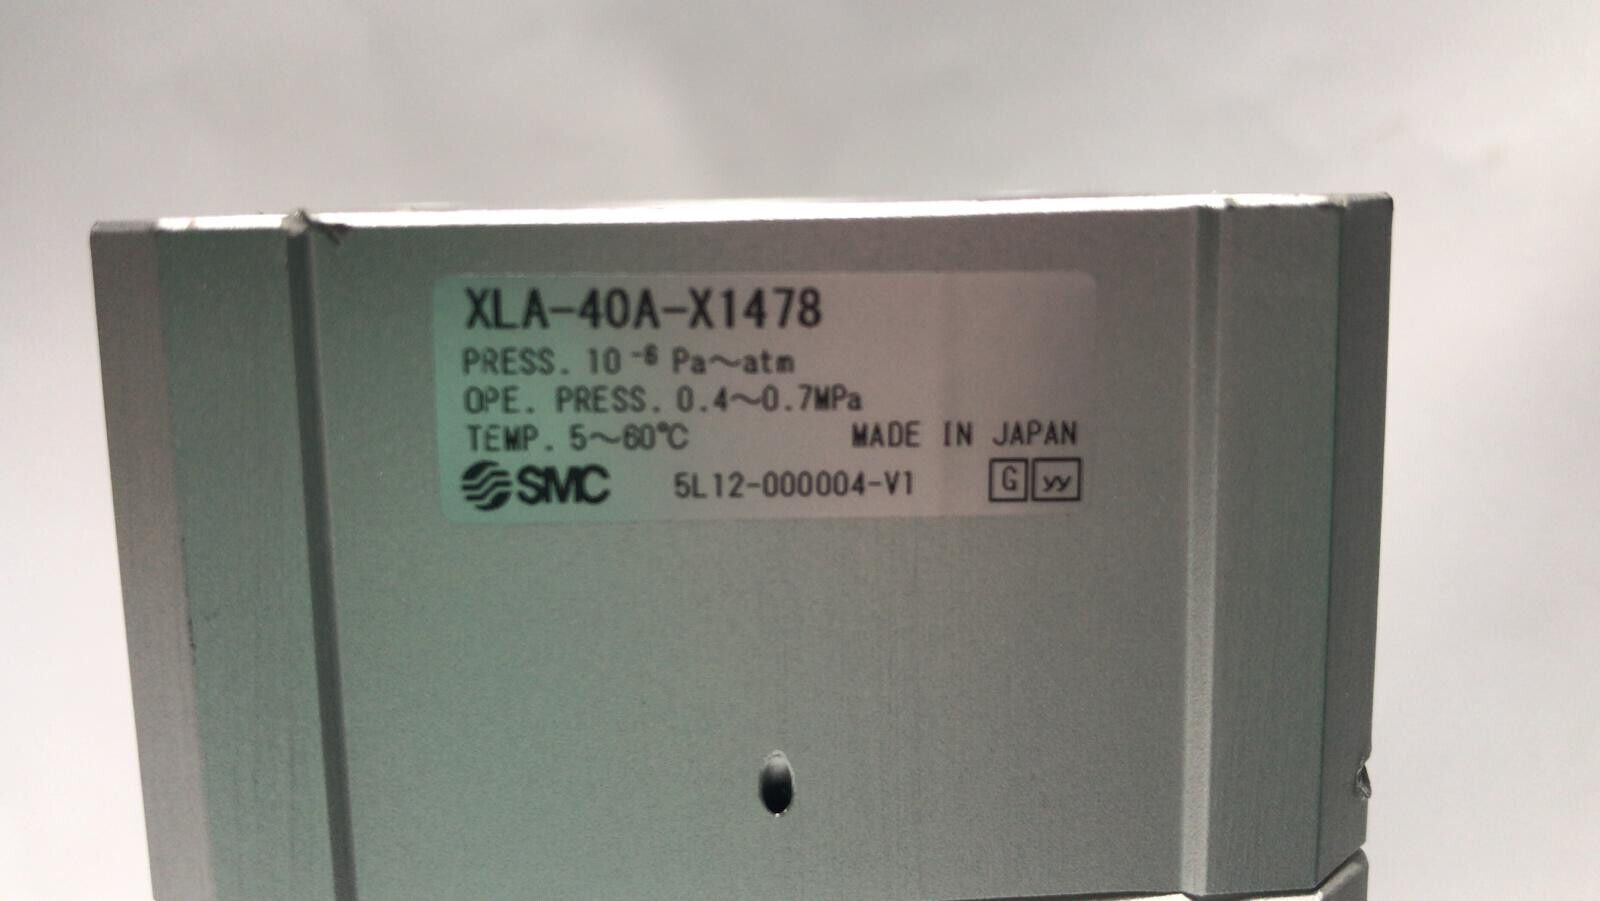 XLA-40A-X1478
PRESS. 10⁻⁶ Pa～atm
OPE. PRESS. 0.4～0.7MPa
TEMP. 5～60℃ MADE IN JAPAN
SMC 5L12-000004-V1 G yy